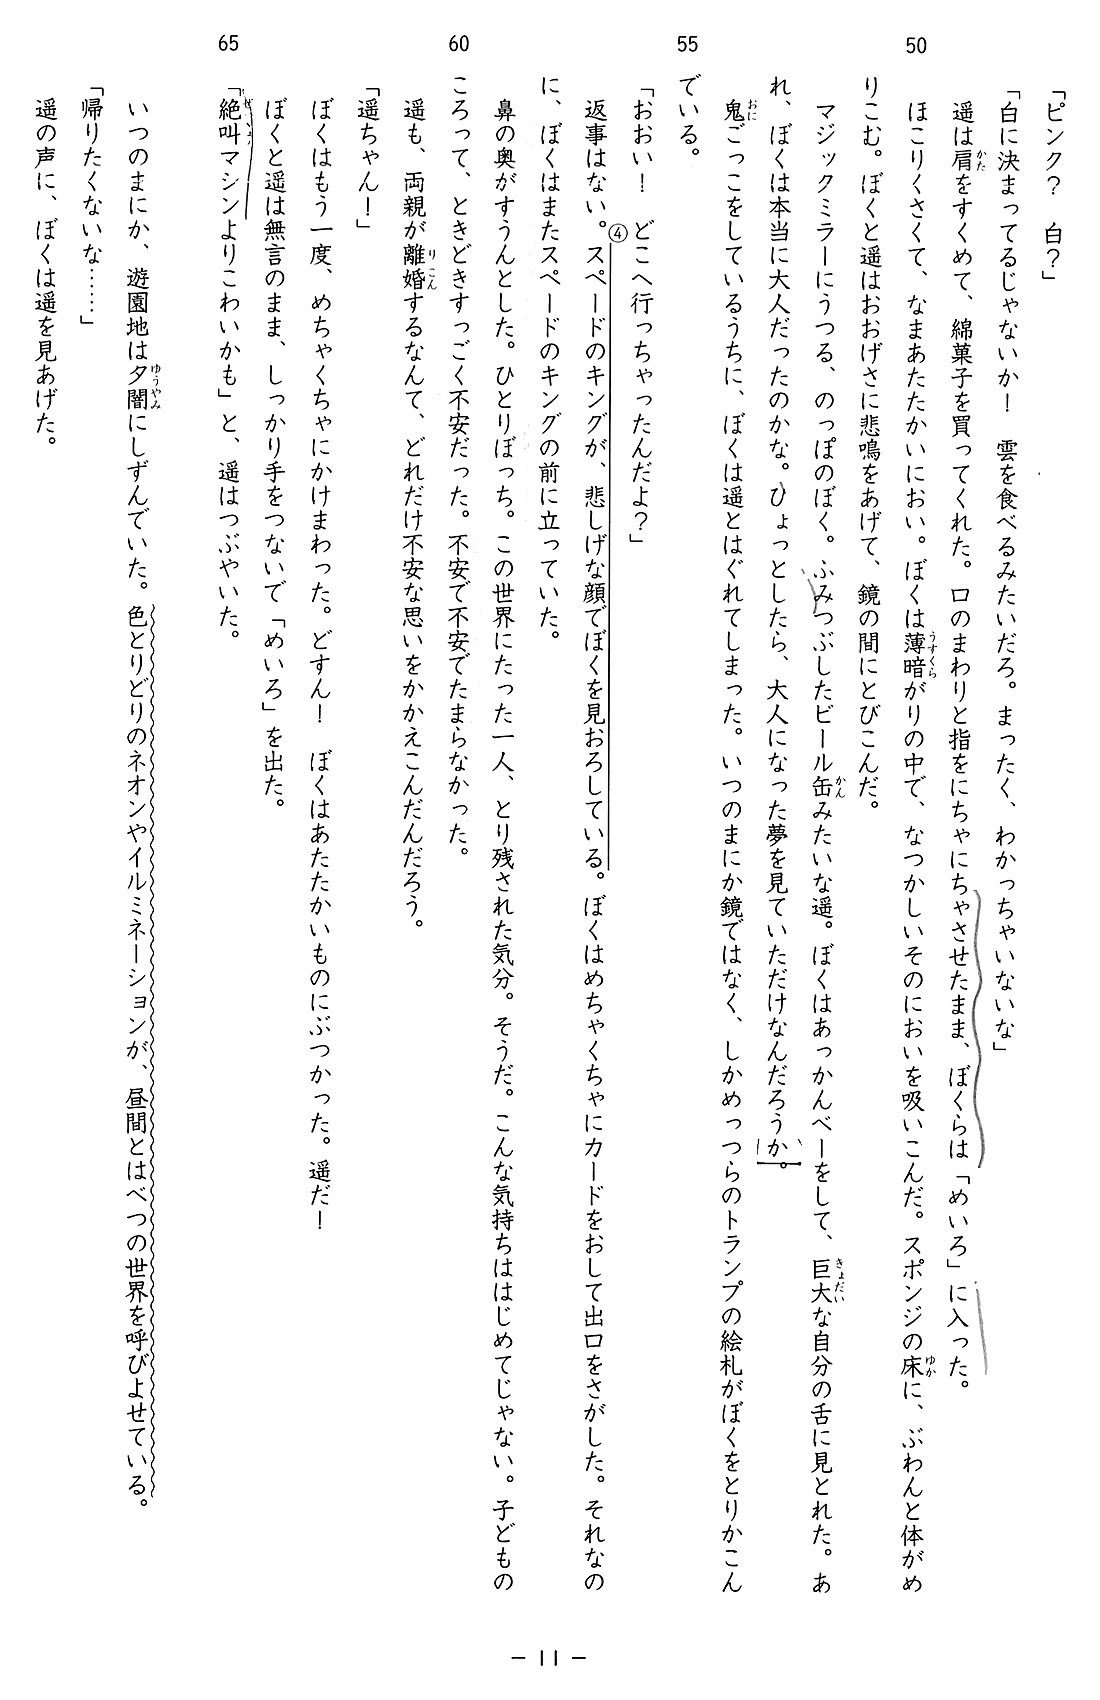 「ピンク？　白？」
50
「白に決まってるじゃないか！　雲を食べるみたいだろ。まったく、わかっちゃいないな」
遥は肩をすくめて、綿菓子を買ってくれた。口のまわりと指をにちゃにちゃさせたまま、ぼくらは「めいろ」に入った。
かた
ほこりくさくて、なまあたたかいにおい。ぼくは薄暗がりの中で、なつかしいそのにおいを吸いこんだ。スポンジの床に、ぶわんと体がめ
うすくら
ゆか
りこむ。ぼくと遥はおおげさに悲鳴をあげて、鏡の間にとびこんだ。
マジックミラーにうつる、のっぽのぼく。ふみつぶしたビール缶みたいな遥。ぼくはあっかんべーをして、巨大な自分の舌に見とれた。あ
かん
きょだい
れ、ぼくは本当に大人だったのかな。ひょっとしたら、大人になった夢を見ていただけなんだろうか。
鬼ごっこをしているうちに、ぼくは遥とはぐれてしまった。いつのまにか鏡ではなく、しかめっつらのトランプの絵札がぼくをとりかこん
おに
55
でいる。
「おおい！　どこへ行っちゃったんだよ？」
返事はない。④スペードのキングが、悲しげな顔でぼくを見おろしている。ぼくはめちゃくちゃにカードをおして出口をさがした。それなの
に、ぼくはまたスペードのキングの前に立っていた。
鼻の奥がすうんとした。ひとりぼっち。この世界にたった一人、とり残された気分。そうだ。こんな気持ちははじめてじゃない。子どもの
60
ころって、ときどきすっごく不安だった。不安で不安でたまらなかった。
遥も、両親が離婚するなんて、どれだけ不安な思いをかかえこんだんだろう。
りこん
「遥ちゃん！」
ぼくはもう一度、めちゃくちゃにかけまわった。どすん！　ぼくはあたたかいものにぶつかった。遥だ！
ぼくと遥は無言のまま、しっかり手をつないで「めいろ」を出た。
65
「絶叫マシンよりこわいかも」と、遥はつぶやいた。
いつのまにか、遊園地は夕闇にしずんでいた。色とりどりのネオンやイルミネーションが、昼間とはべつの世界を呼びよせている。
ゆうやみ
「帰りたくないな……」
遥の声に、ぼくは遥を見あげた。
－ 11 －